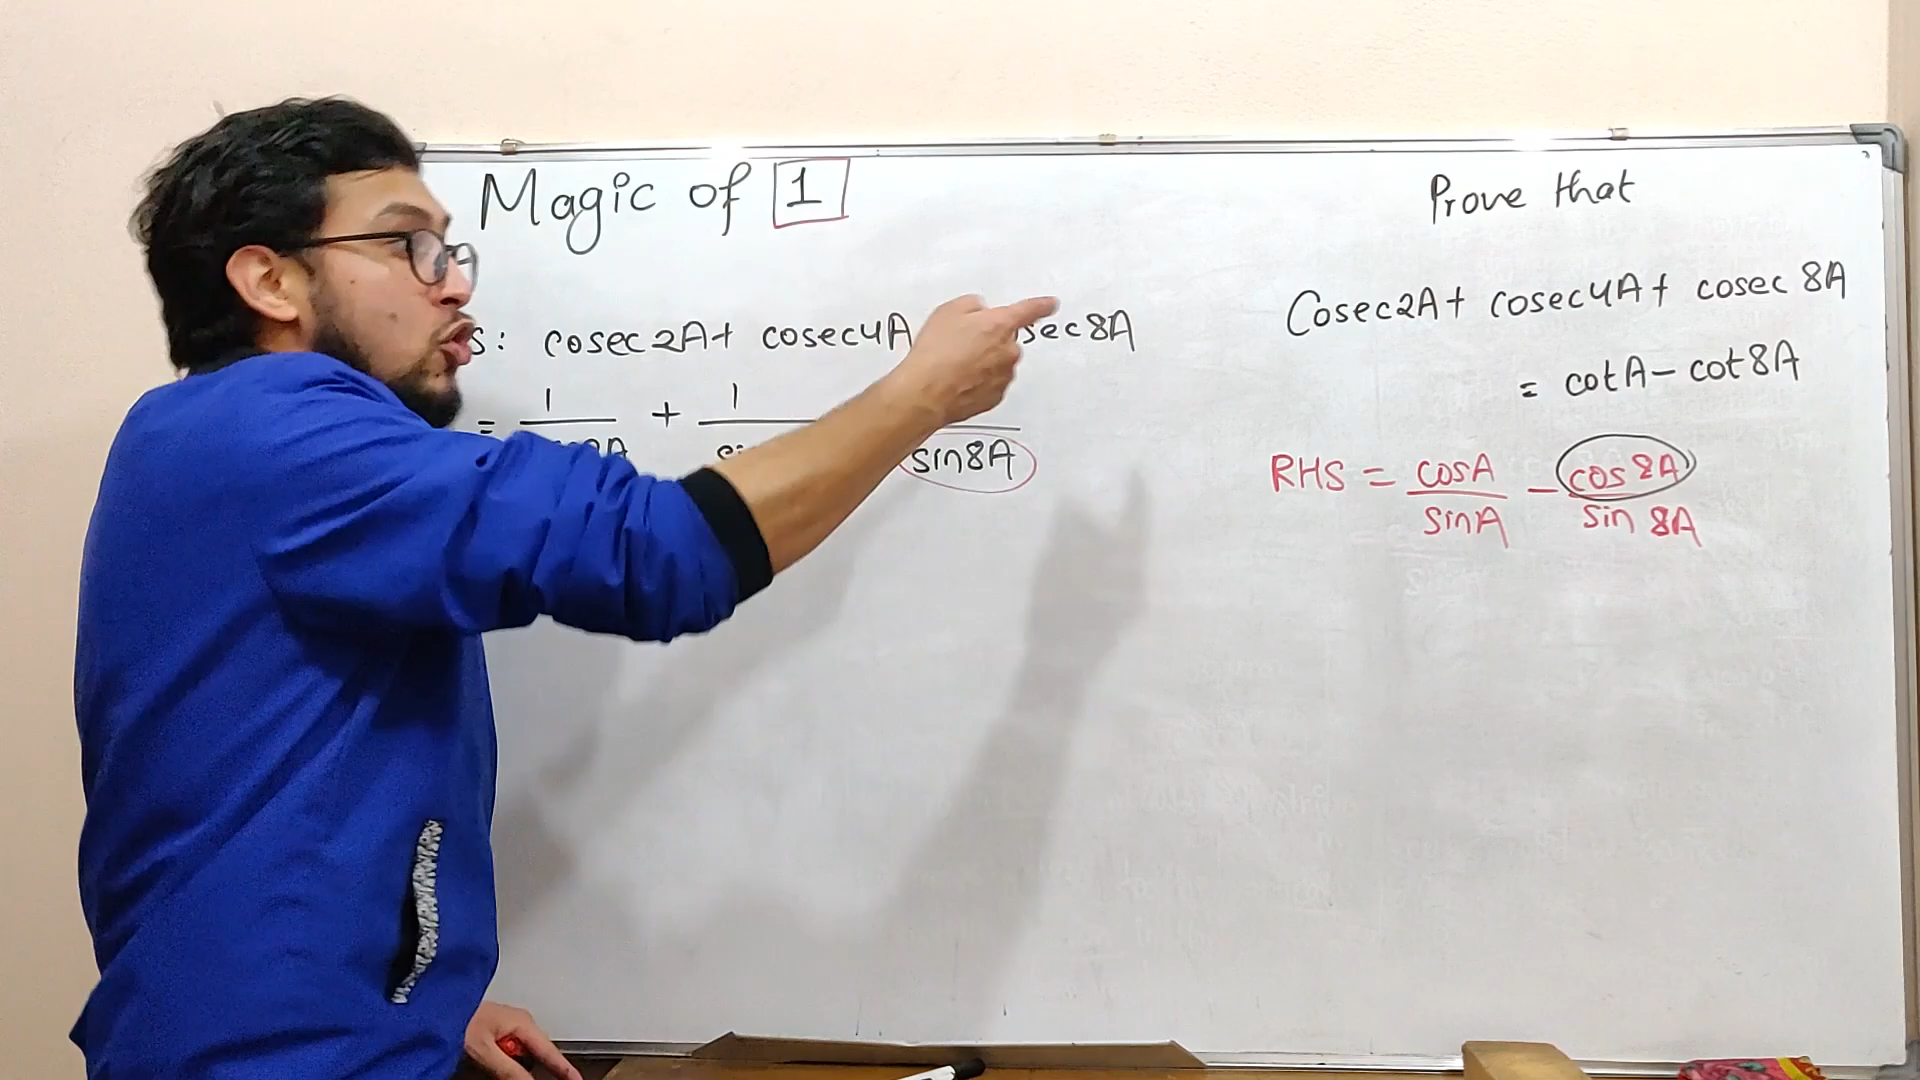 Magic of 1
: cosec2A+ cosec4A sec8A
= 1 + 1
2A sin8A
Prove that
Cosec2A+ cosec4A+ cosec 8A
= cotA- cot8A
RHS = cosA - cos8A
sinA sin 8A